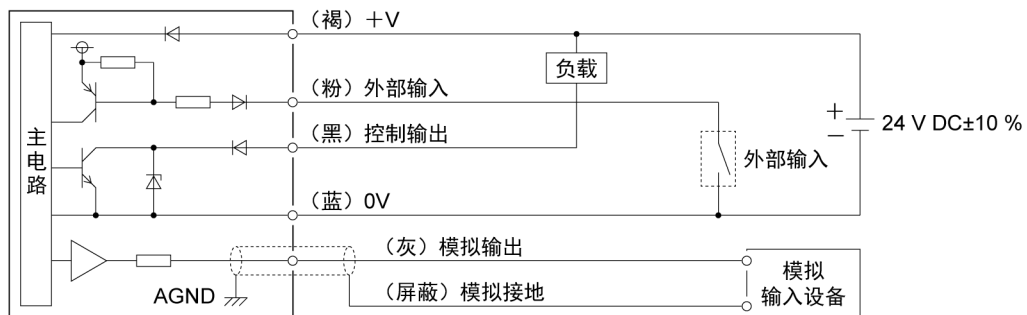 （褐）＋V
负载
（粉）外部输入
主电路
（黑）控制输出
＋
－
24 V DC±10 %
外部输入
（蓝）0V
（灰）模拟输出
AGND
（屏蔽）模拟接地
模拟
输入设备